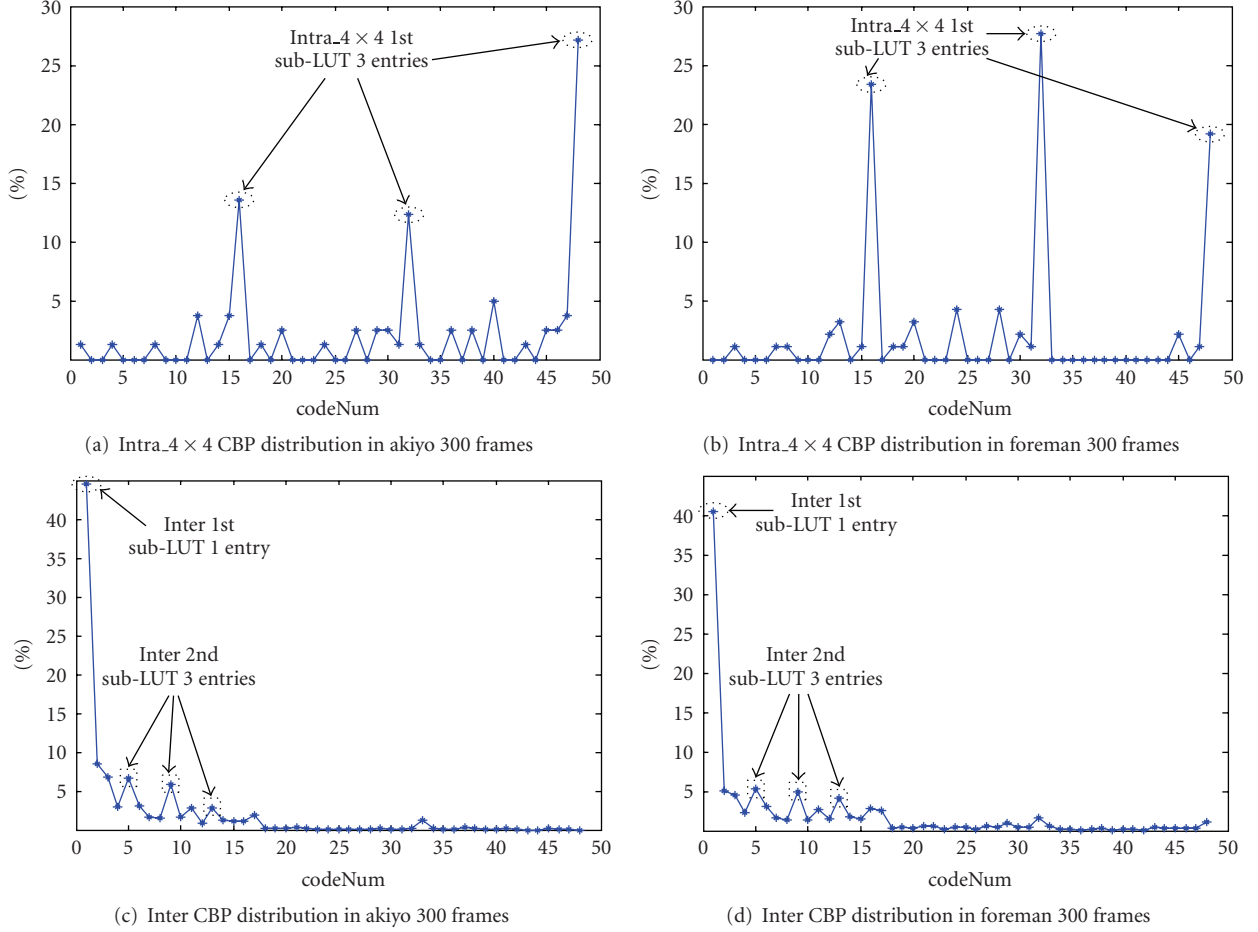 30
25
20
15
10
5
(%)
Intra_4 × 4 1st
sub-LUT 3 entries
0 5 10 15 20 25 30 35 40 45 50
codeNum
(a) Intra_4 × 4 CBP distribution in akiyo 300 frames
30
25
20
15
10
5
0
(%)
Intra_4 × 4 1st
sub-LUT 3 entries
0 5 10 15 20 25 30 35 40 45 50
codeNum
(b) Intra_4 × 4 CBP distribution in foreman 300 frames
40
35
30
25
20
15
10
5
0
(%)
Inter 1st
sub-LUT 1 entry
Inter 2nd
sub-LUT 3 entries
0 5 10 15 20 25 30 35 40 45 50
codeNum
(c) Inter CBP distribution in akiyo 300 frames
40
35
30
25
20
15
10
5
0
(%)
Inter 1st
sub-LUT 1 entry
Inter 2nd
sub-LUT 3 entries
0 5 10 15 20 25 30 35 40 45 50
codeNum
(d) Inter CBP distribution in foreman 300 frames